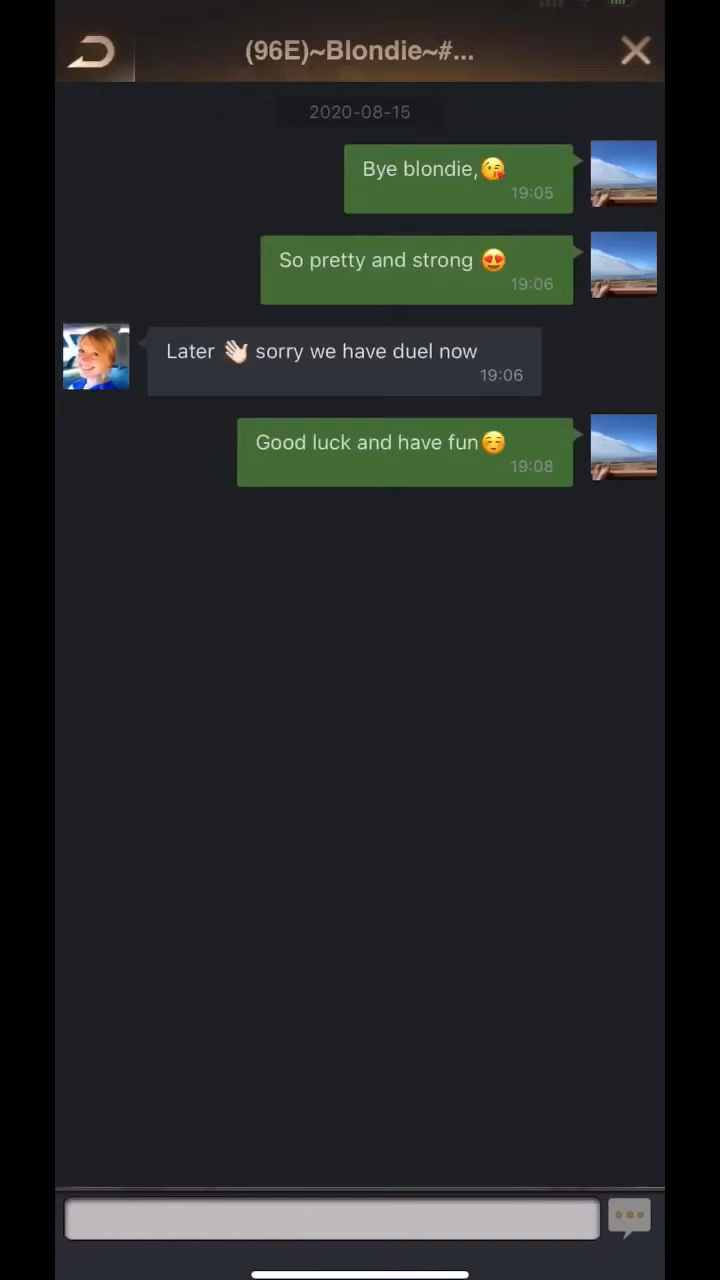 (96E)~Blondie~#...
2020-08-15
Bye blondie,😘
19:05
So pretty and strong 😍
19:06
Later 👋🏻 sorry we have duel now
19:06
Good luck and have fun☺️
19:08